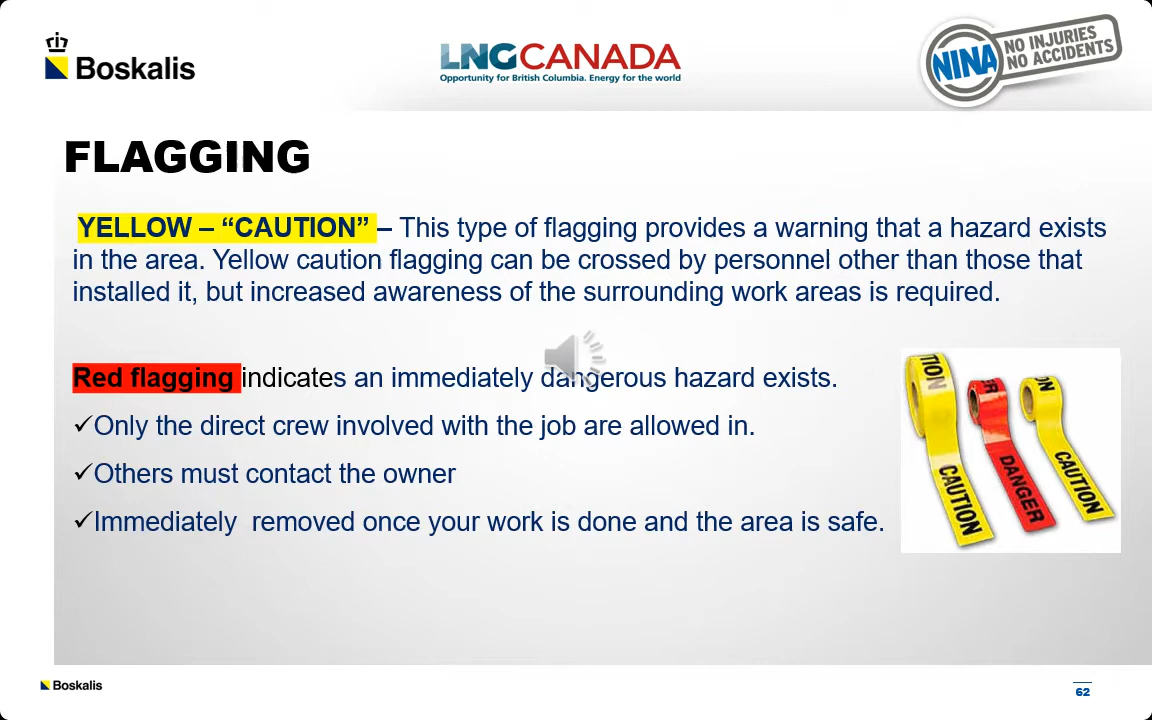 Boskalis
LNGCANADA
Opportunity for British Columbia. Energy for the world
NINA NO INJURIES
NO ACCIDENTS
FLAGGING
YELLOW – “CAUTION” – This type of flagging provides a warning that a hazard exists
in the area. Yellow caution flagging can be crossed by personnel other than those that
installed it, but increased awareness of the surrounding work areas is required.
Red flagging indicates an immediately dangerous hazard exists.
✓Only the direct crew involved with the job are allowed in.
✓Others must contact the owner
✓Immediately  removed once your work is done and the area is safe.
TION
ER
ON
CAUTION
DANGER
CAUTION
Boskalis
62